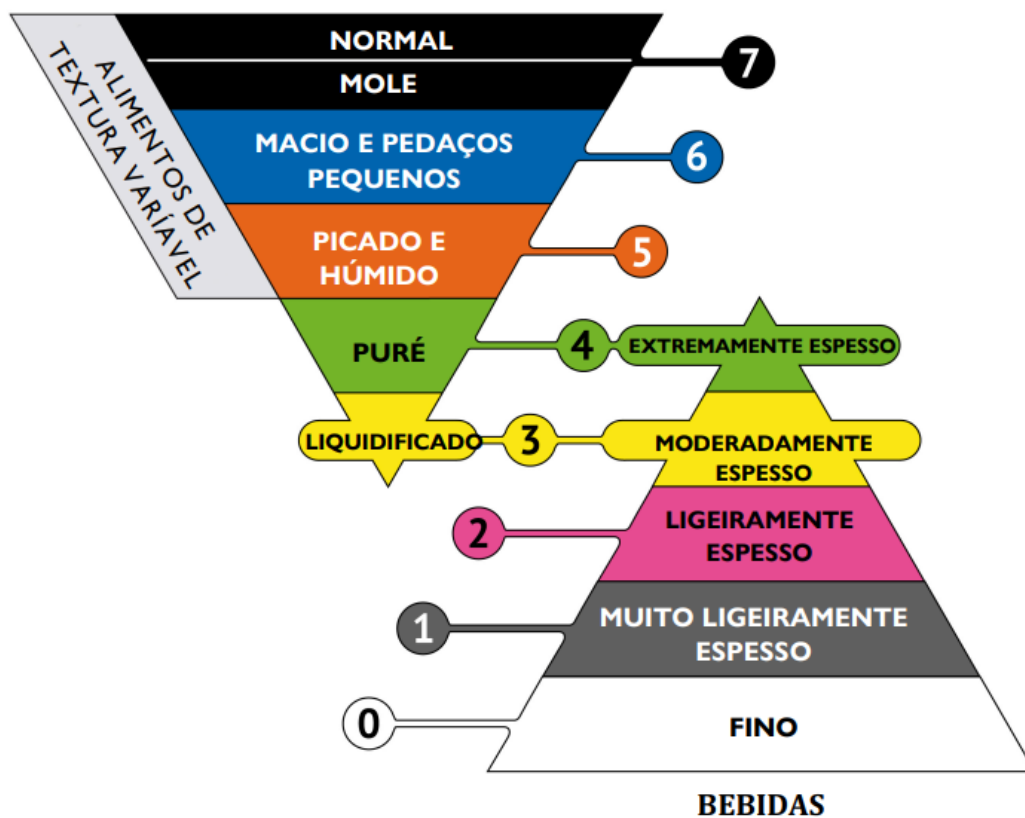 NORMAL
MOLE
7
ALIMENTOS DE
TEXTURA VARÍAVEL
MACIO E PEDAÇOS
PEQUENOS
6
PICADO E
HÚMIDO
5
PURÉ
4
EXTREMAMENTE ESPESSO
LIQUIDIFICADO
3
MODERADAMENTE
ESPESSO
2
LIGEIRAMENTE
ESPESSO
1
MUITO LIGEIRAMENTE
ESPESSO
0
FINO
BEBIDAS